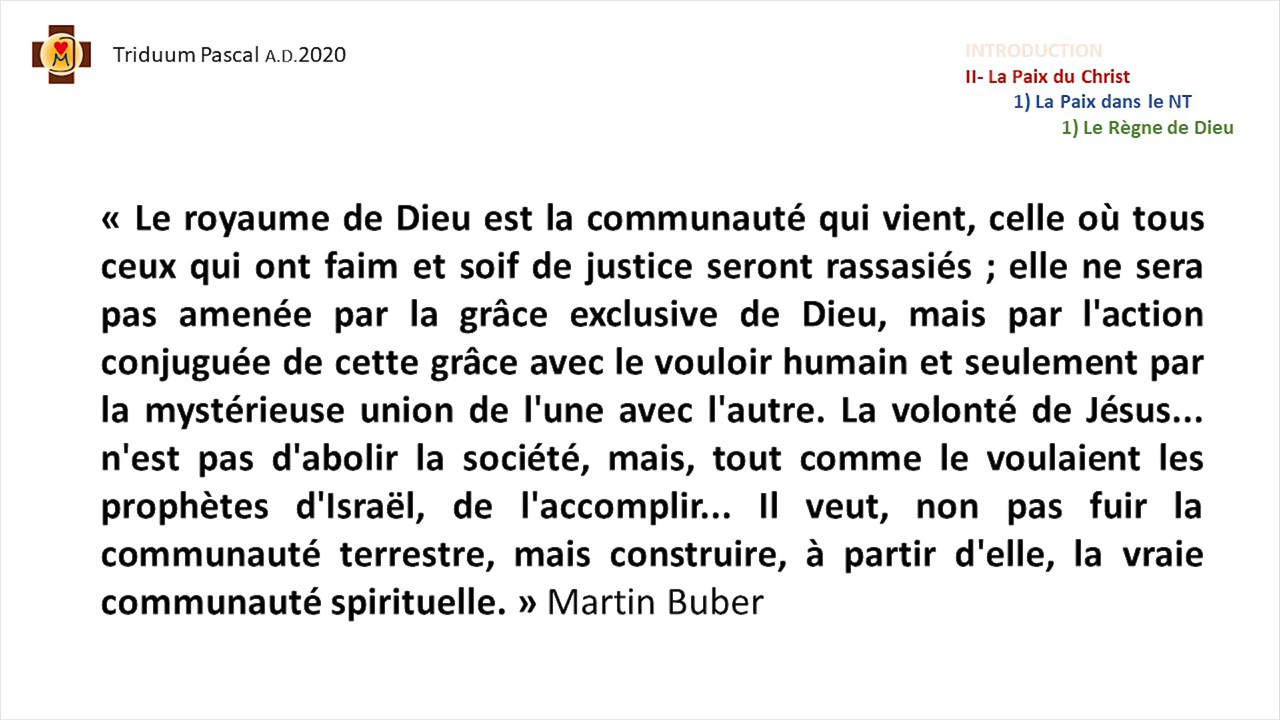 Triduum Pascal A.D.2020
INTRODUCTION
II- La Paix du Christ
1) La Paix dans le NT
1) Le Règne de Dieu
« Le royaume de Dieu est la communauté qui vient, celle où tous
ceux qui ont faim et soif de justice seront rassasiés ; elle ne sera
pas amenée par la grâce exclusive de Dieu, mais par l'action
conjuguée de cette grâce avec le vouloir humain et seulement par
la mystérieuse union de l'une avec l'autre. La volonté de Jésus...
n'est pas d'abolir la société, mais, tout comme le voulaient les
prophètes d'Israël, de l'accomplir... Il veut, non pas fuir la
communauté terrestre, mais construire, à partir d'elle, la vraie
communauté spirituelle. » Martin Buber